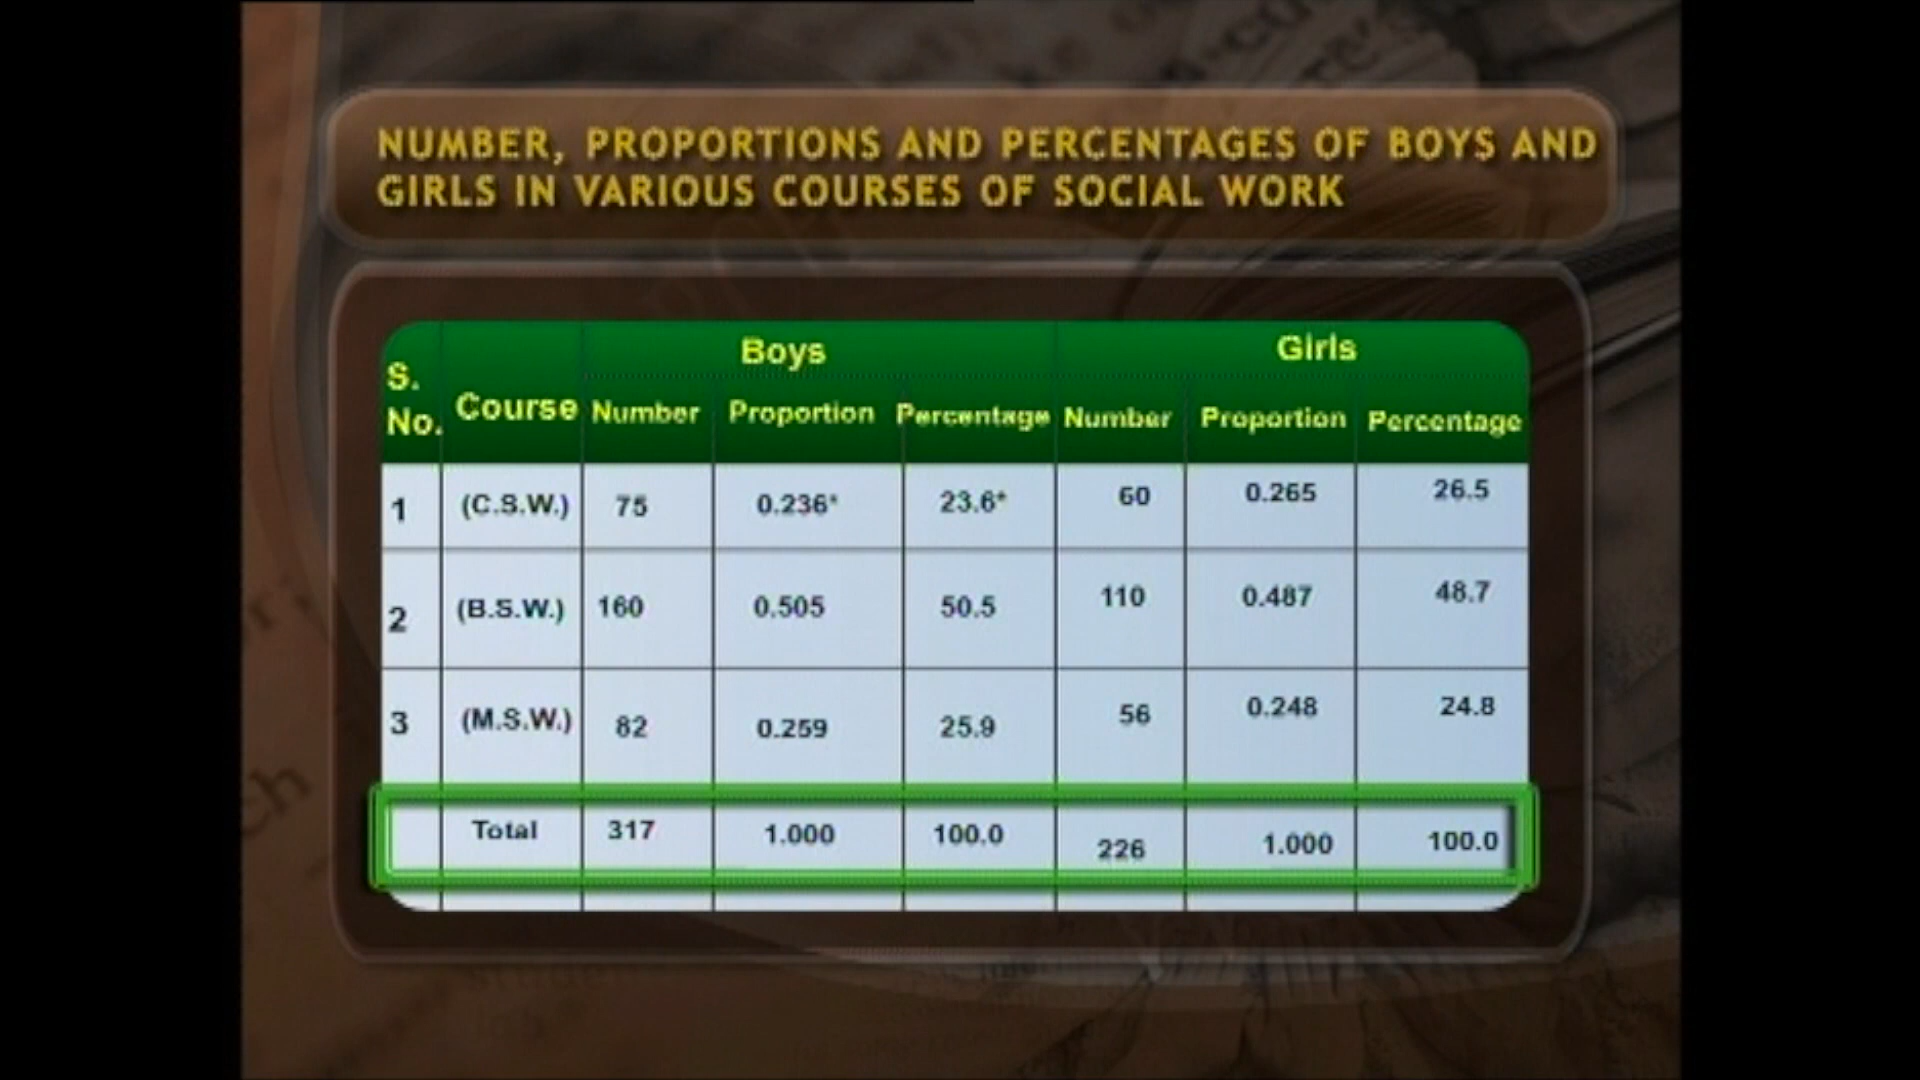 NUMBER, PROPORTIONS AND PERCENTAGES OF BOYS AND
GIRLS IN VARIOUS COURSES OF SOCIAL WORK
S. No. Course Boys Girls
Number Proportion Percentage Number Proportion Percentage
1 (C.S.W.) 75 0.236* 23.6* 60 0.265 26.5
2 (B.S.W.) 160 0.505 50.5 110 0.487 48.7
3 (M.S.W.) 82 0.259 25.9 56 0.248 24.8
Total 317 1.000 100.0 226 1.000 100.0